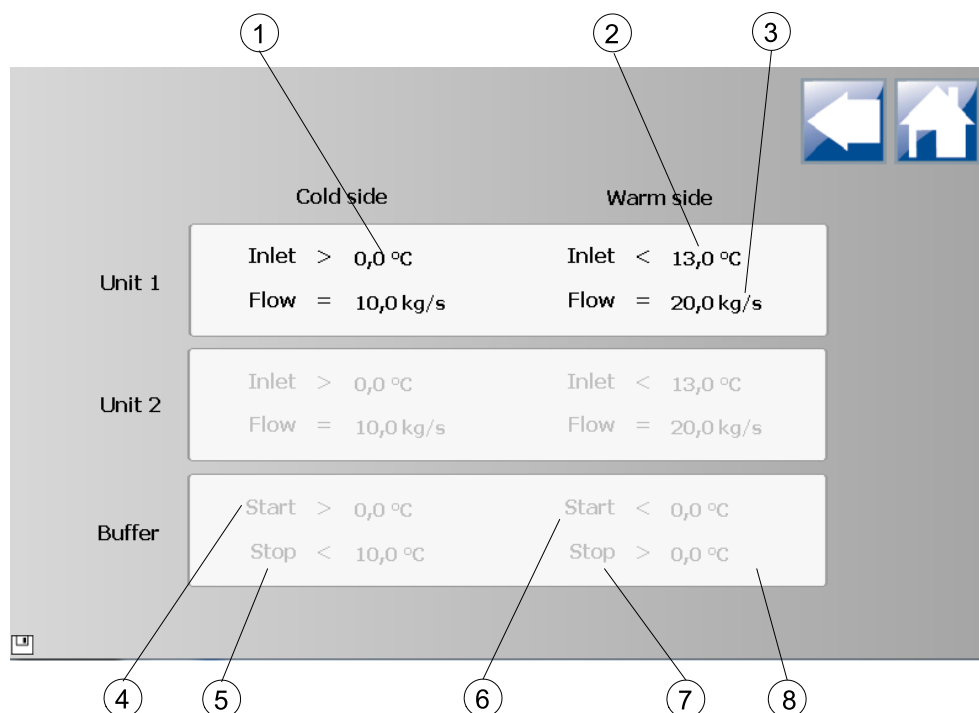 1 2 3
Cold side Warm side
Unit 1
Inlet > 0,0 °C Inlet < 13,0 °C
Flow = 10,0 kg/s Flow = 20,0 kg/s
Unit 2
Inlet > 0,0 °C Inlet < 13,0 °C
Flow = 10,0 kg/s Flow = 20,0 kg/s
Buffer
Start > 0,0 °C Start < 0,0 °C
Stop < 10,0 °C Stop > 0,0 °C
4 5 6 7 8